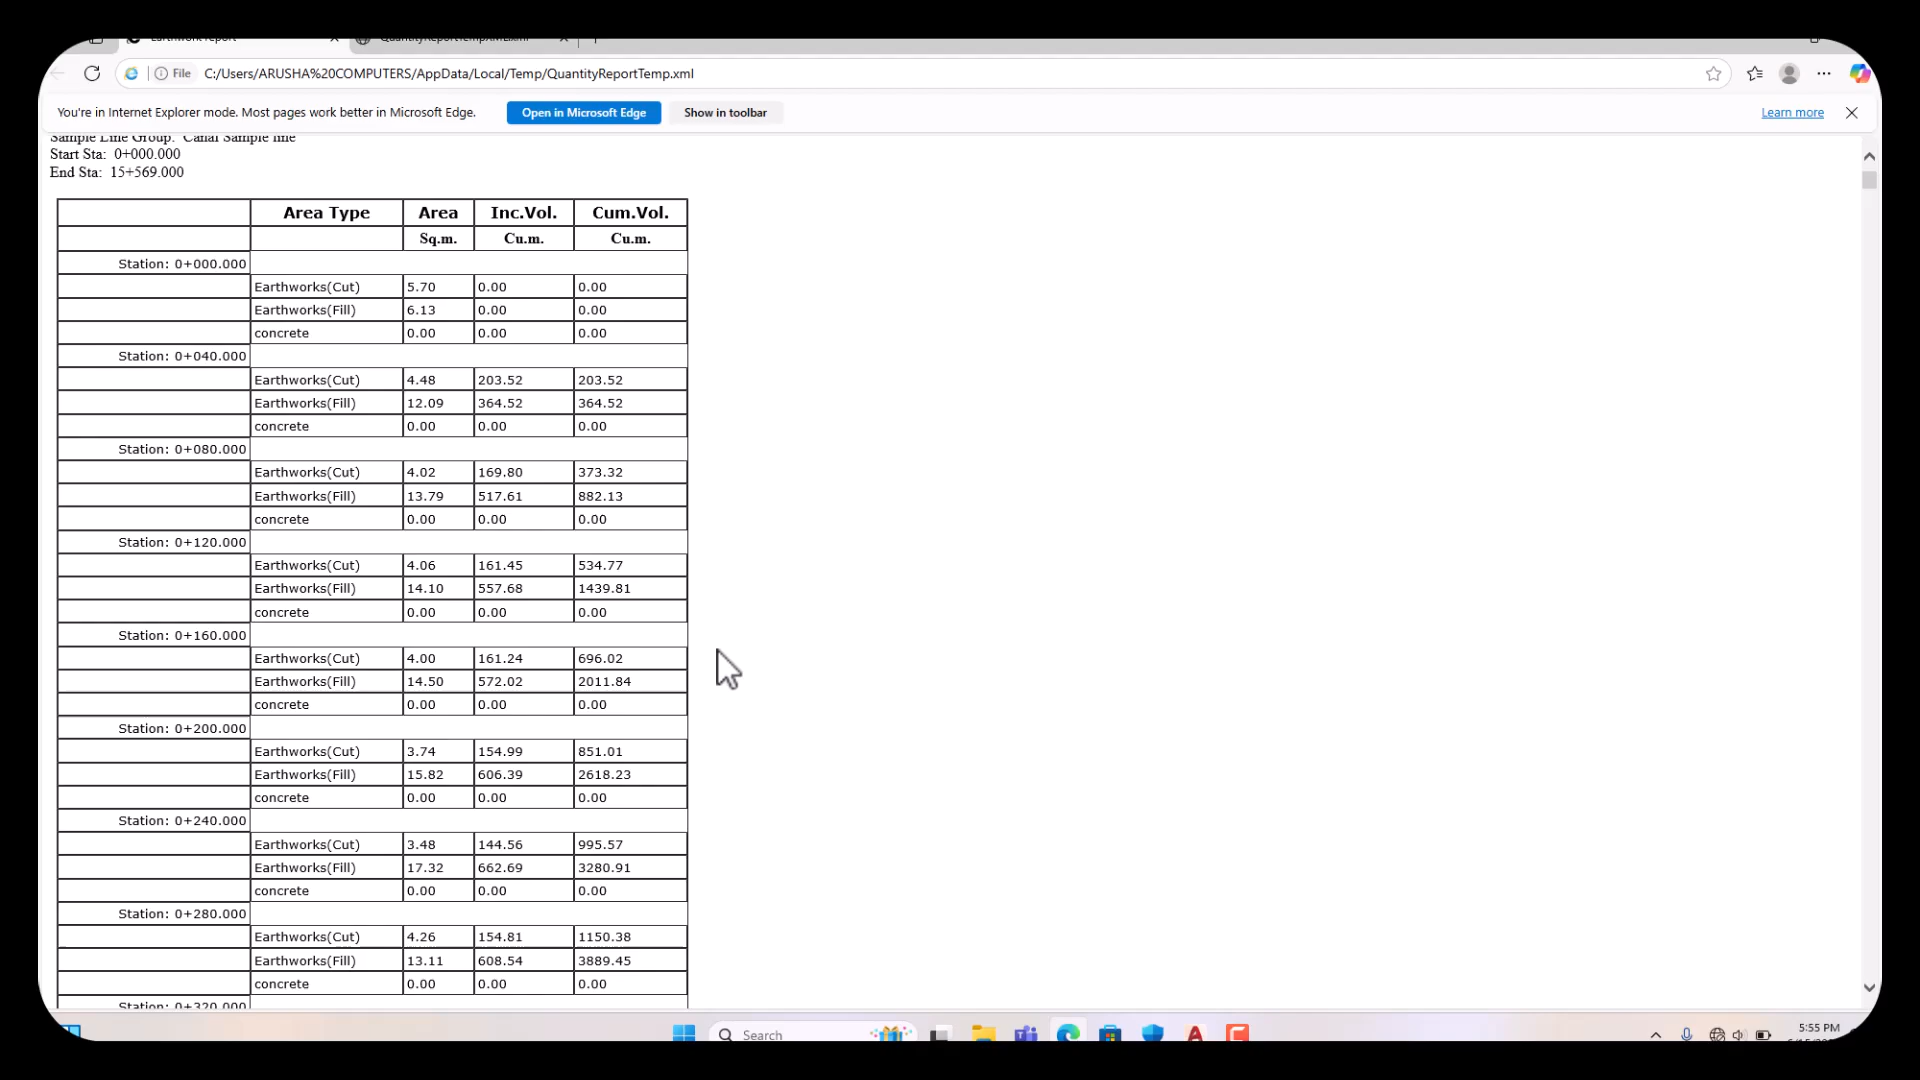 Earthwork report
QuantityReportTempXML.xml
File C:/Users/ARUSHA%20COMPUTERS/AppData/Local/Temp/QuantityReportTemp.xml
You're in Internet Explorer mode. Most pages work better in Microsoft Edge. Open in Microsoft Edge Show in toolbar Learn more
Sample Line Group: Canal Sample line
Start Sta: 0+000.000
End Sta: 15+569.000
Area Type Area Inc.Vol. Cum.Vol.
Sq.m. Cu.m. Cu.m.
Station: 0+000.000
Earthworks(Cut) 5.70 0.00 0.00
Earthworks(Fill) 6.13 0.00 0.00
concrete 0.00 0.00 0.00
Station: 0+040.000
Earthworks(Cut) 4.48 203.52 203.52
Earthworks(Fill) 12.09 364.52 364.52
concrete 0.00 0.00 0.00
Station: 0+080.000
Earthworks(Cut) 4.02 169.80 373.32
Earthworks(Fill) 13.79 517.61 882.13
concrete 0.00 0.00 0.00
Station: 0+120.000
Earthworks(Cut) 4.06 161.45 534.77
Earthworks(Fill) 14.10 557.68 1439.81
concrete 0.00 0.00 0.00
Station: 0+160.000
Earthworks(Cut) 4.00 161.24 696.02
Earthworks(Fill) 14.50 572.02 2011.84
concrete 0.00 0.00 0.00
Station: 0+200.000
Earthworks(Cut) 3.74 154.99 851.01
Earthworks(Fill) 15.82 606.39 2618.23
concrete 0.00 0.00 0.00
Station: 0+240.000
Earthworks(Cut) 3.48 144.56 995.57
Earthworks(Fill) 17.32 662.69 3280.91
concrete 0.00 0.00 0.00
Station: 0+280.000
Earthworks(Cut) 4.26 154.81 1150.38
Earthworks(Fill) 13.11 608.54 3889.45
concrete 0.00 0.00 0.00
Station: 0+320.000
Search
5:55 PM